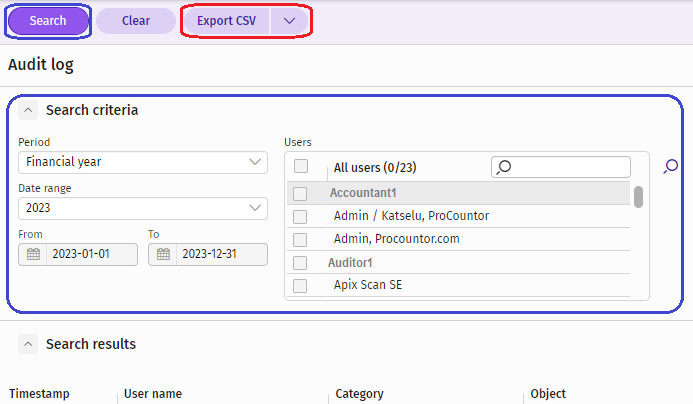 Search Clear Export CSV
Audit log
Search criteria
Period
Financial year
Date range
2023
From To
2023-01-01 2023-12-31
Users
All users (0/23)
Accountant1
Admin / Katselu, ProCountor
Admin, Procountor.com
Auditor1
Apix Scan SE
Search results
Timestamp User name Category Object